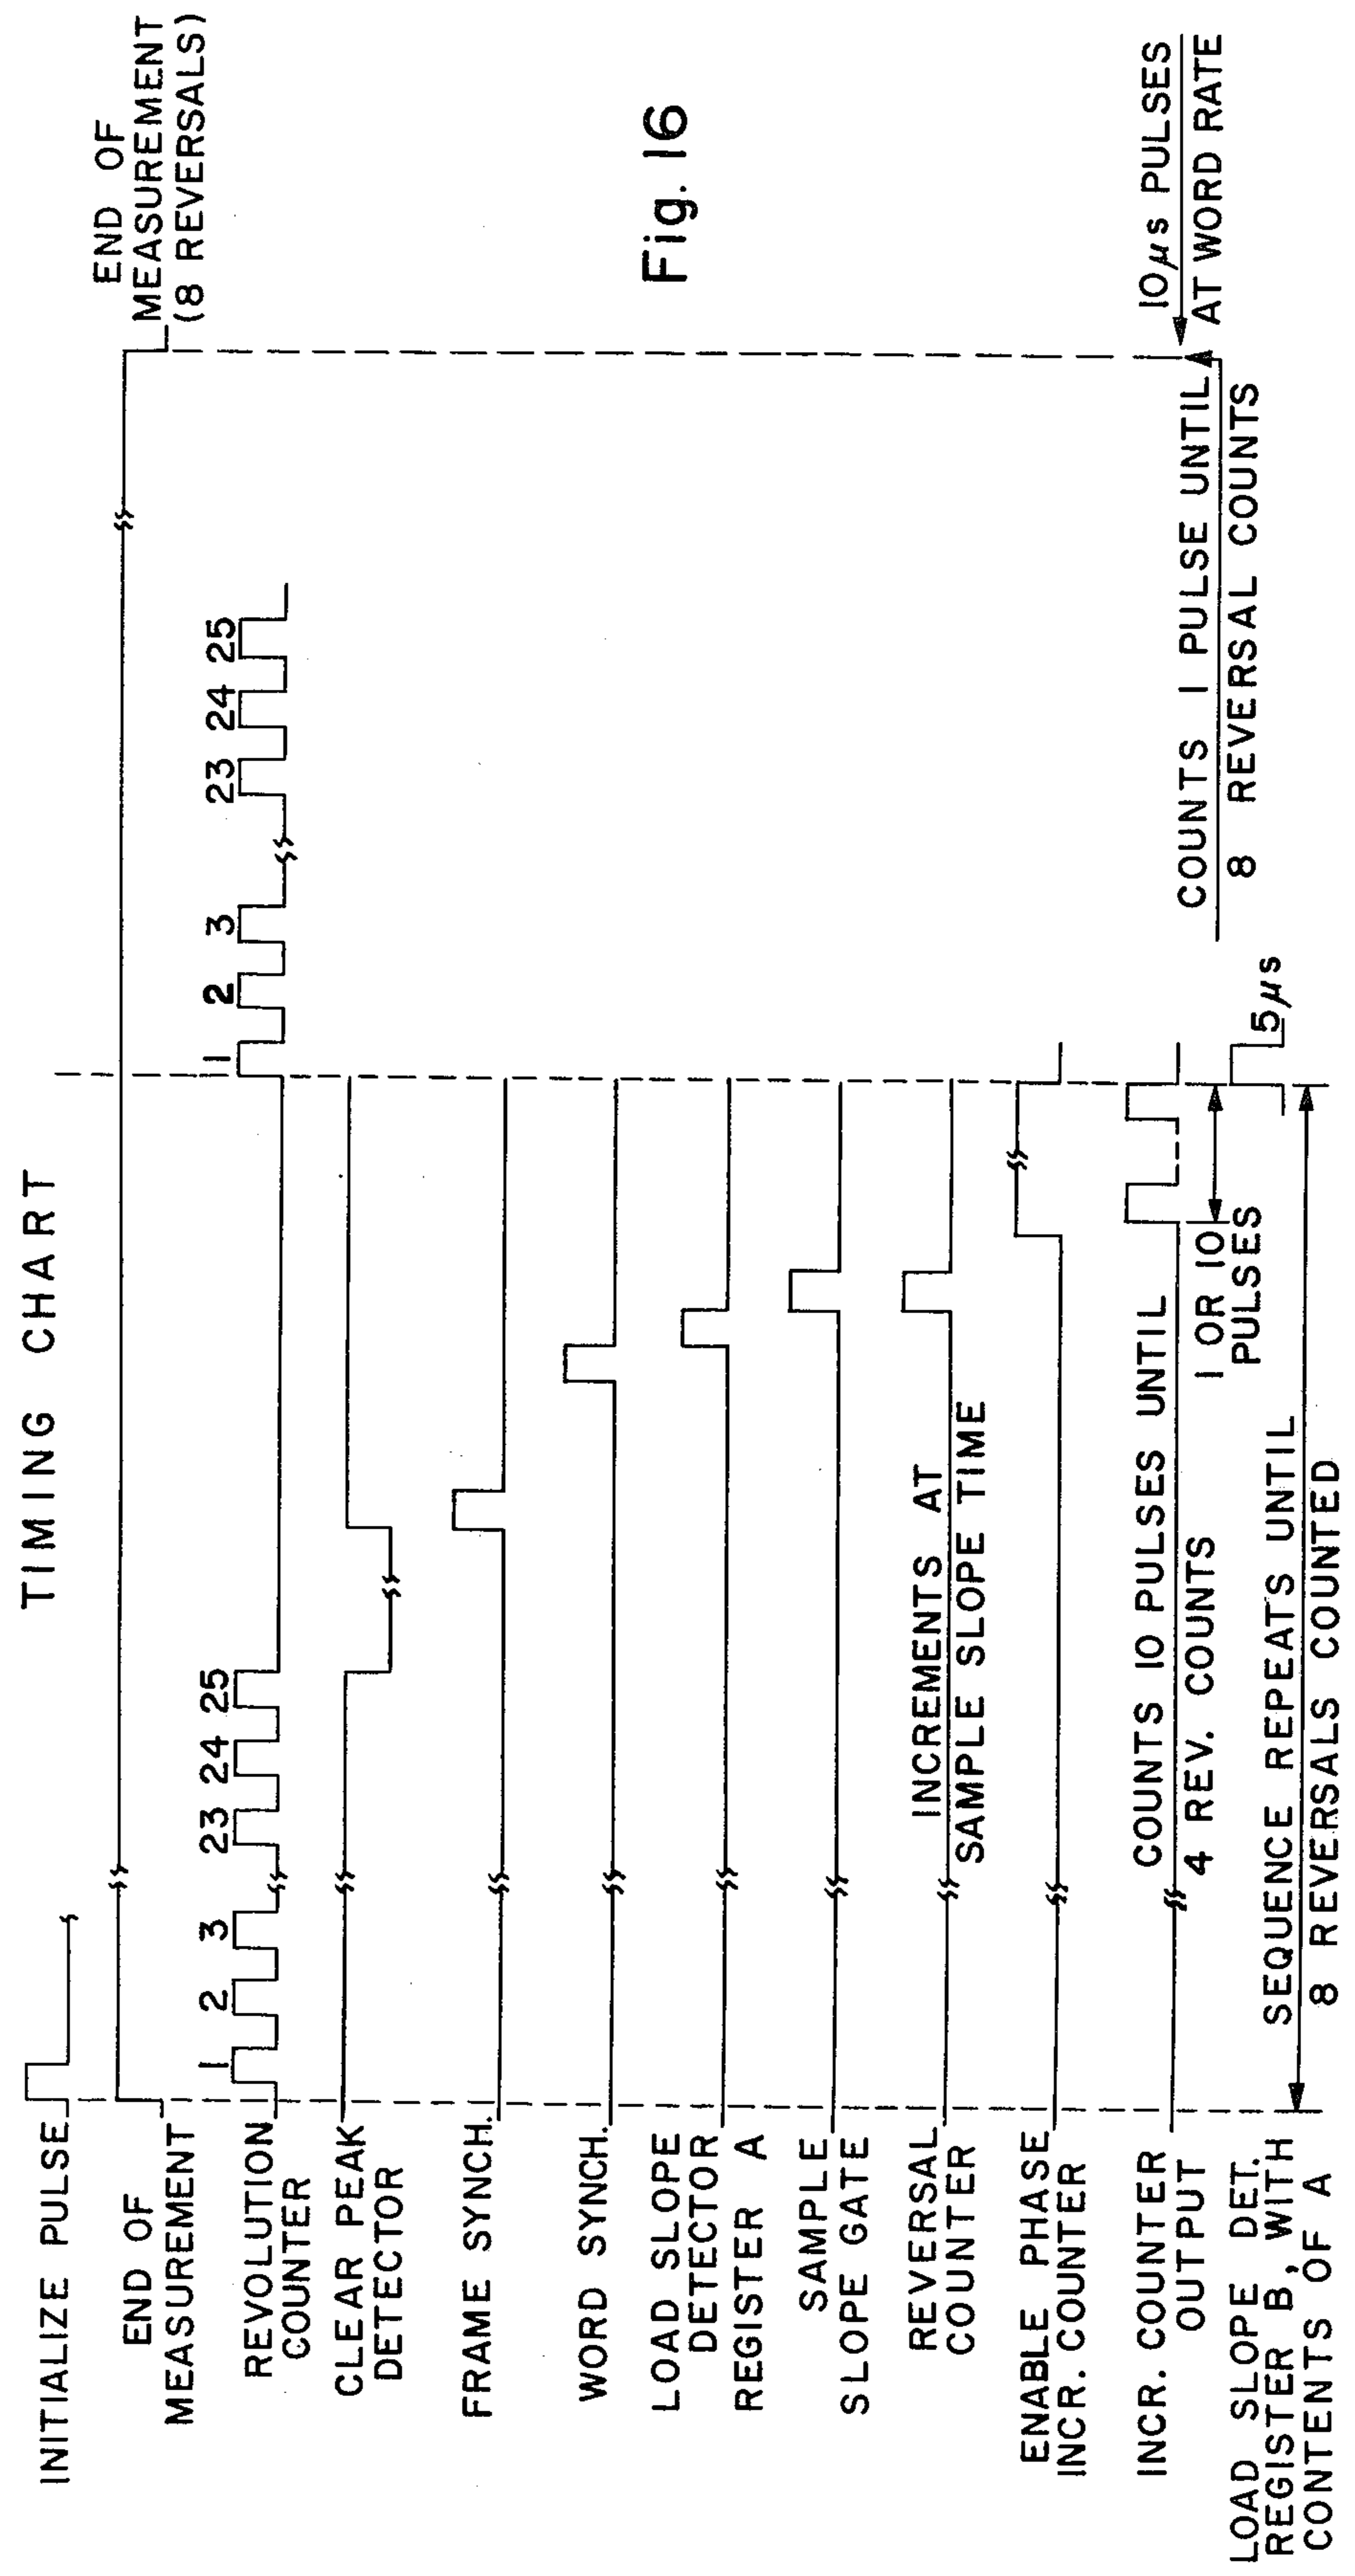 TIMING CHART
INITIALIZE PULSE
END OF
MEASUREMENT
END OF
MEASUREMENT
(8 REVERSALS)
REVOLUTION
COUNTER
1 2 3 23 24 25 1 2 3 23 24 25
CLEAR PEAK
DETECTOR
FRAME SYNCH.
WORD SYNCH.
LOAD SLOPE
DETECTOR
REGISTER A
SAMPLE
SLOPE GATE
REVERSAL
COUNTER
INCREMENTS AT
SAMPLE SLOPE TIME
ENABLE PHASE
INCR. COUNTER
INCR. COUNTER
OUTPUT
COUNTS 10 PULSES UNTIL
4 REV. COUNTS
1 OR 10
PULSES
COUNTS 1 PULSE UNTIL
8 REVERSAL COUNTS
10μs PULSES
AT WORD RATE
LOAD SLOPE DET.
REGISTER B, WITH
CONTENTS OF A
5μs
SEQUENCE REPEATS UNTIL
8 REVERSALS COUNTED
Fig. 16